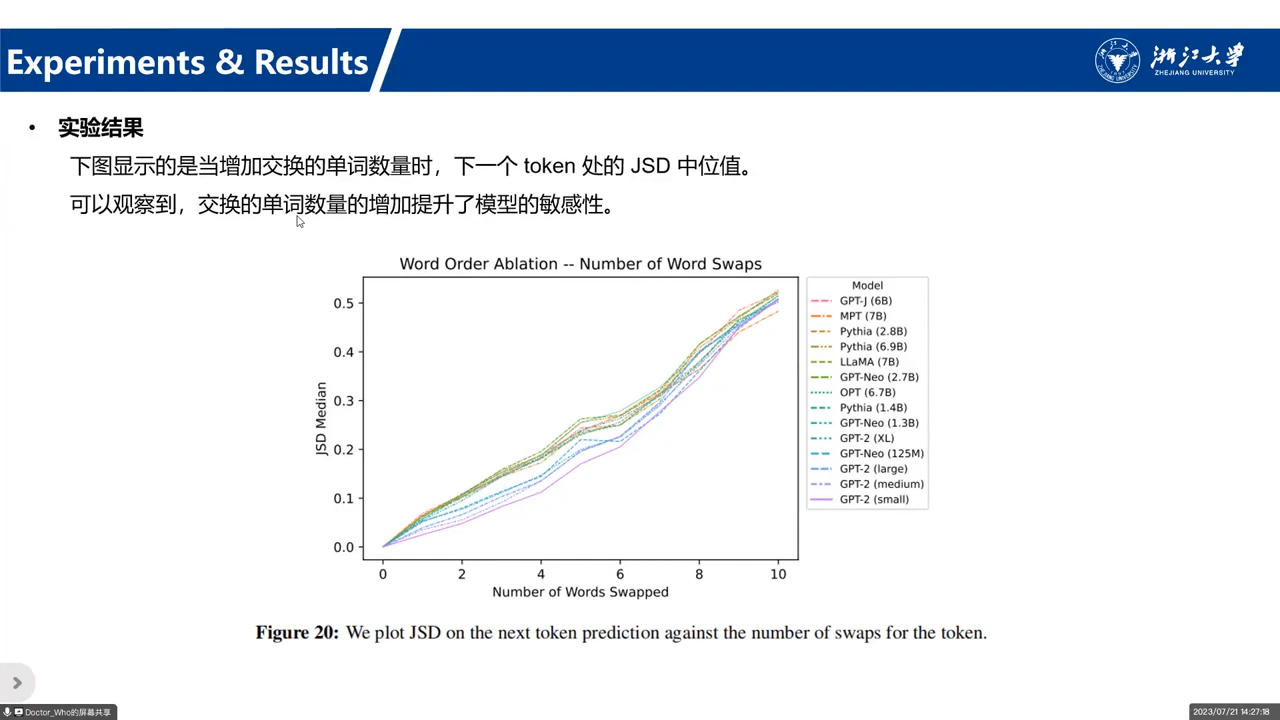 Experiments & Results
浙江大学
ZHEJIANG UNIVERSITY
• 实验结果
下图显示的是当增加交换的单词数量时，下一个 token 处的 JSD 中位值。
可以观察到，交换的单词数量的增加提升了模型的敏感性。
Word Order Ablation -- Number of Word Swaps
JSD Median
0.5
0.4
0.3
0.2
0.1
0.0
0 2 4 6 8 10
Number of Words Swapped
Model
GPT-J (6B)
MPT (7B)
Pythia (2.8B)
Pythia (6.9B)
LLaMA (7B)
GPT-Neo (2.7B)
OPT (6.7B)
Pythia (1.4B)
GPT-Neo (1.3B)
GPT-2 (XL)
GPT-Neo (125M)
GPT-2 (large)
GPT-2 (medium)
GPT-2 (small)
Figure 20: We plot JSD on the next token prediction against the number of swaps for the token.
Doctor_Who的屏幕共享
2023/07/21 14:27:18